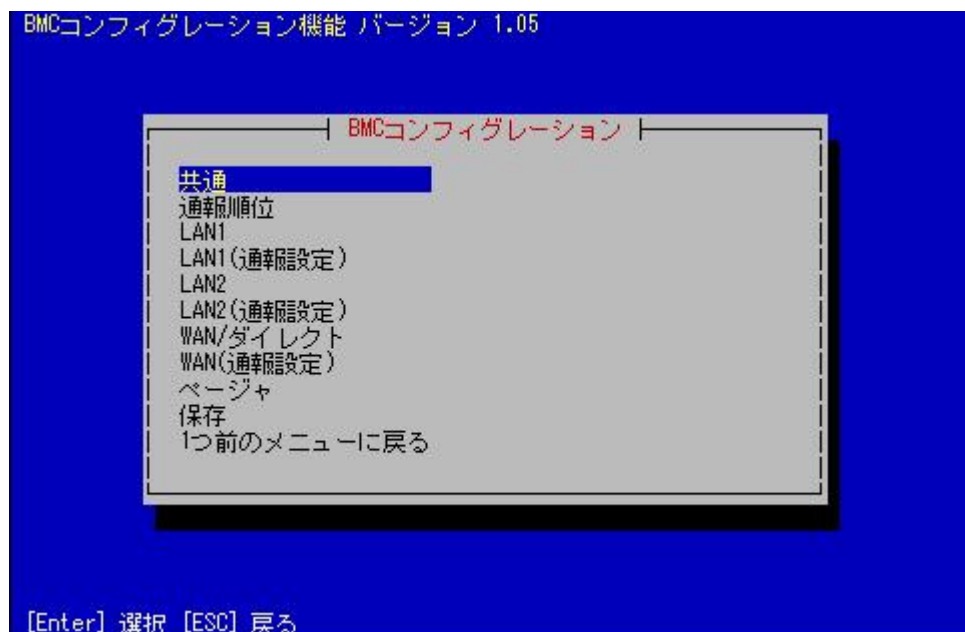 BMCコンフィグレーション機能 バージョン 1.05
BMCコンフィグレーション
共通
通報順位
LAN1
LAN1(通報設定)
LAN2
LAN2(通報設定)
WAN/ダイレクト
WAN(通報設定)
ページャ
保存
1つ前のメニューに戻る
[Enter] 選択 [ESC] 戻る